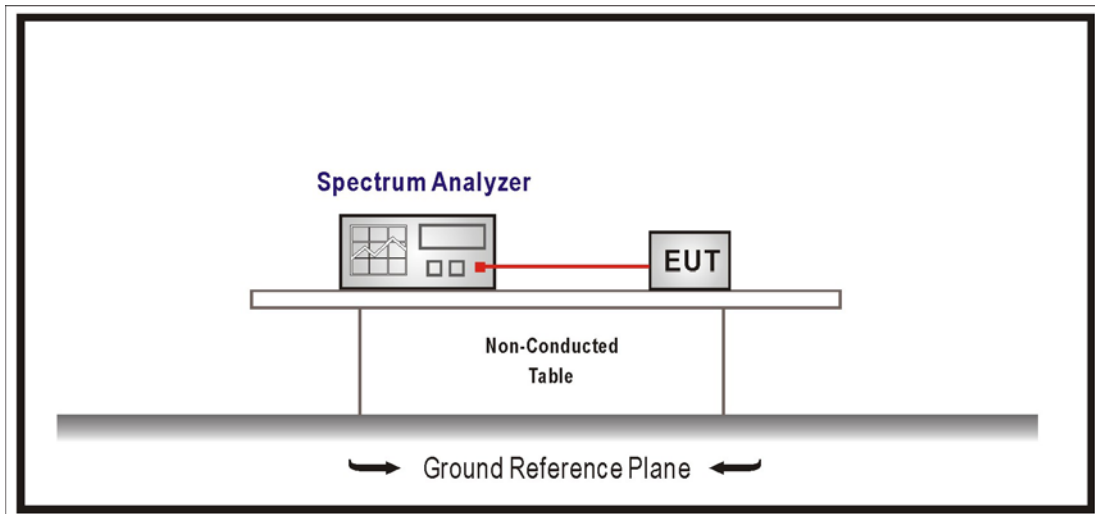 Spectrum Analyzer
EUT
Non-Conducted
Table
Ground Reference Plane